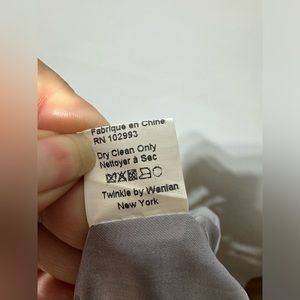 Fabriqué en Chine
RN 102993
Dry Clean Only
Nettoyer à Sec
Twinkle by Wenlan
New York